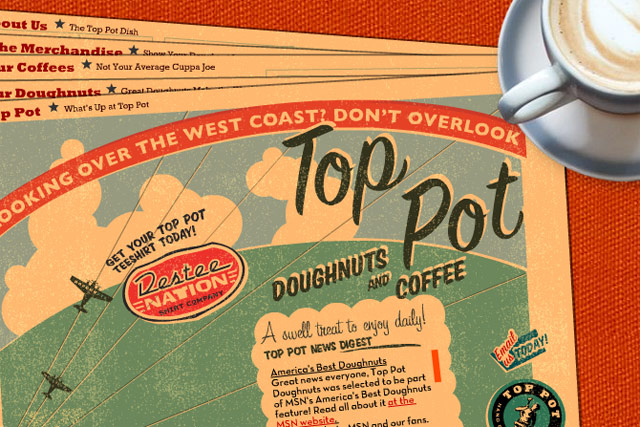 out Us ★ The Top Pot Dish
he Merchandise ★ Show Your
ur Coffees ★ Not Your Average Cuppa Joe
ur Doughnuts ★ Great Doughnuts
p Pot ★ What's Up at Top Pot
OOKING OVER THE WEST COAST? DON'T OVERLOOK
Top Pot
DOUGHNUTS AND COFFEE
GET YOUR TOP POT
TEESHIRT TODAY!
Destee
NATION
SHIRT COMPANY
A swell treat to enjoy daily!
TOP POT NEWS DIGEST
America's Best Doughnuts
Great news everyone, Top Pot
Doughnuts was selected to be part
of MSN's America's Best Doughnuts
feature! Read all about it at the
MSN website.
MSN and our fans.
Email
us TODAY!
TOP POT